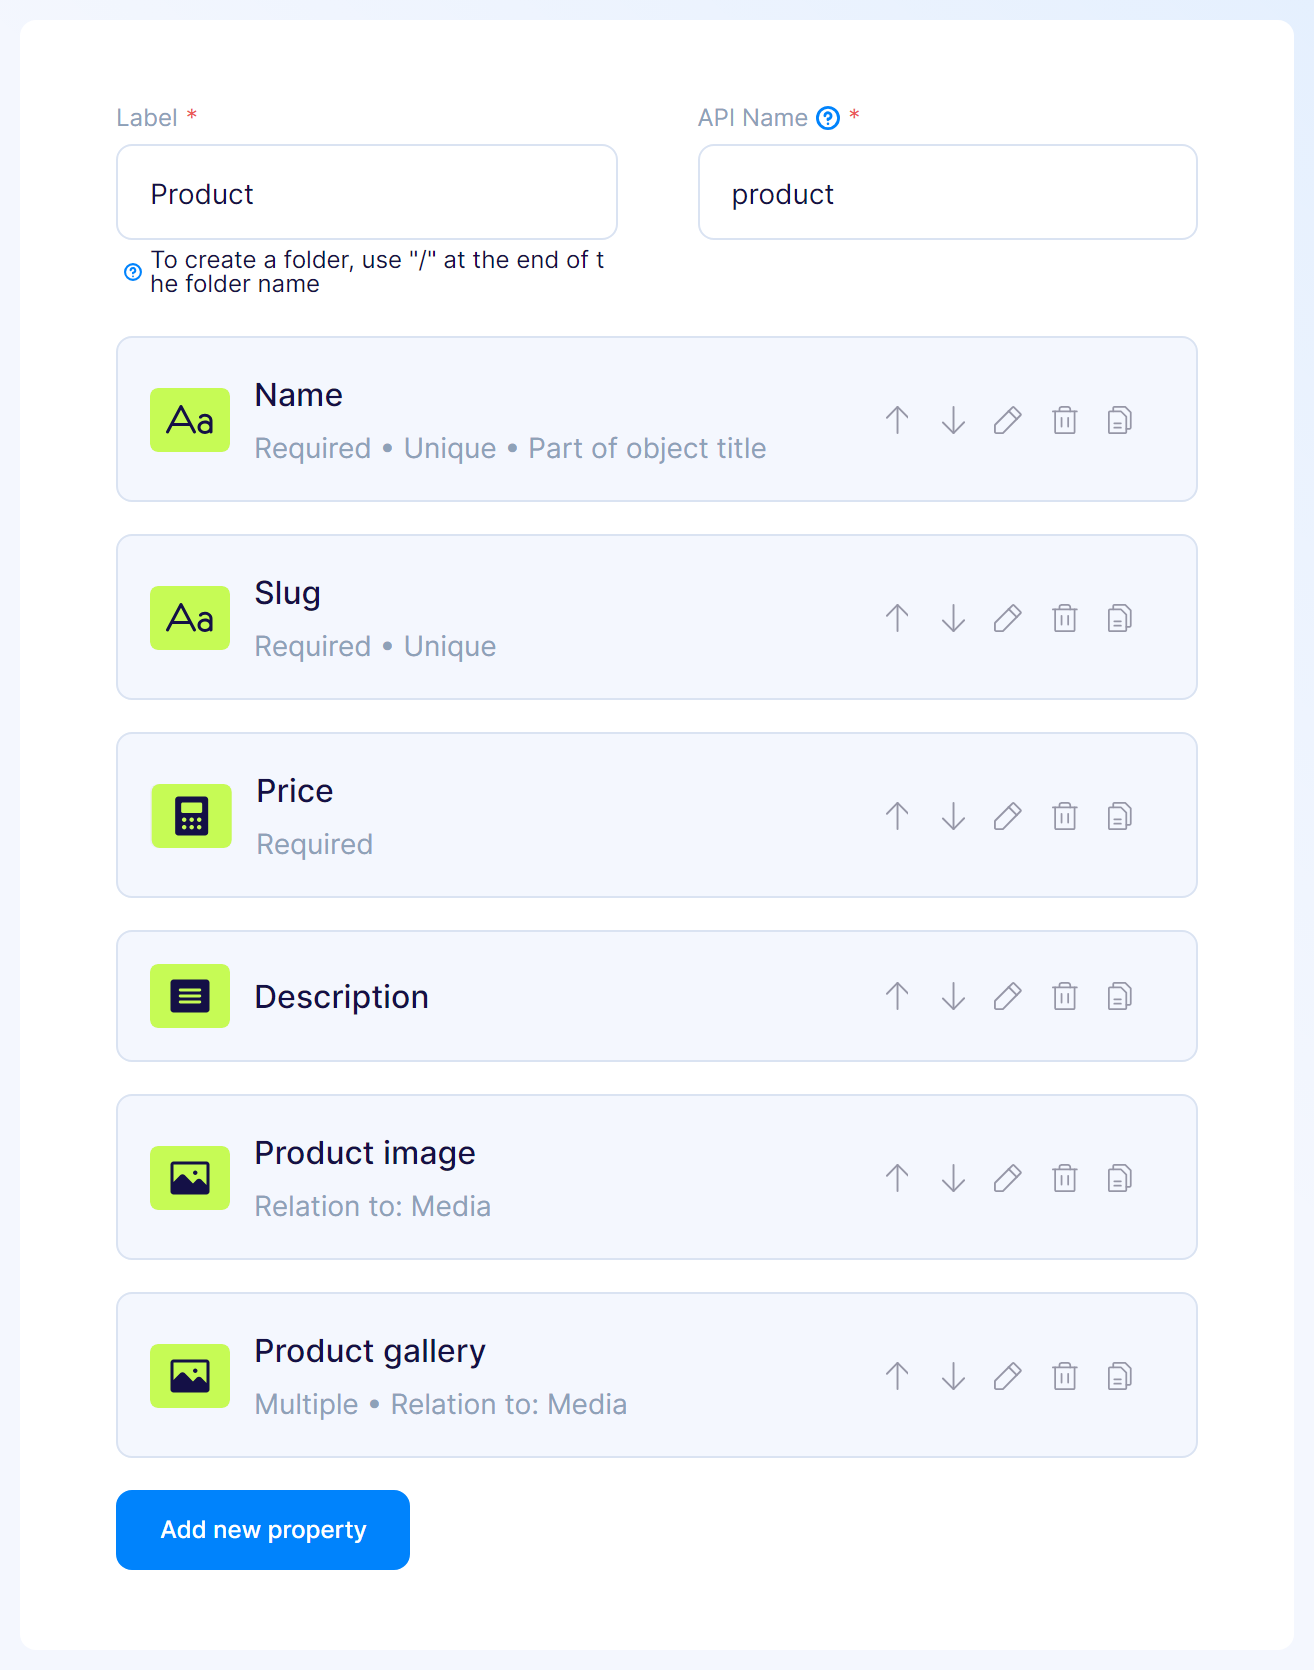 Label *
API Name ? *
Product
product
? To create a folder, use "/" at the end of t
he folder name
Aa Name
Required • Unique • Part of object title
Aa Slug
Required • Unique
Price
Required
Description
Product image
Relation to: Media
Product gallery
Multiple • Relation to: Media
Add new property